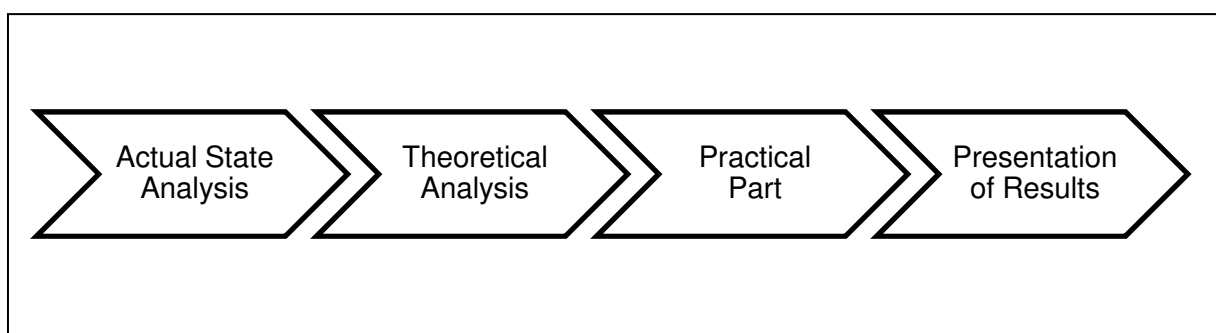 Actual State
Analysis
Theoretical
Analysis
Practical
Part
Presentation
of Results